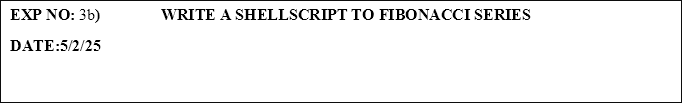 EXP NO: 3b) WRITE A SHELLSCRIPT TO FIBONACCI SERIES
DATE:5/2/25